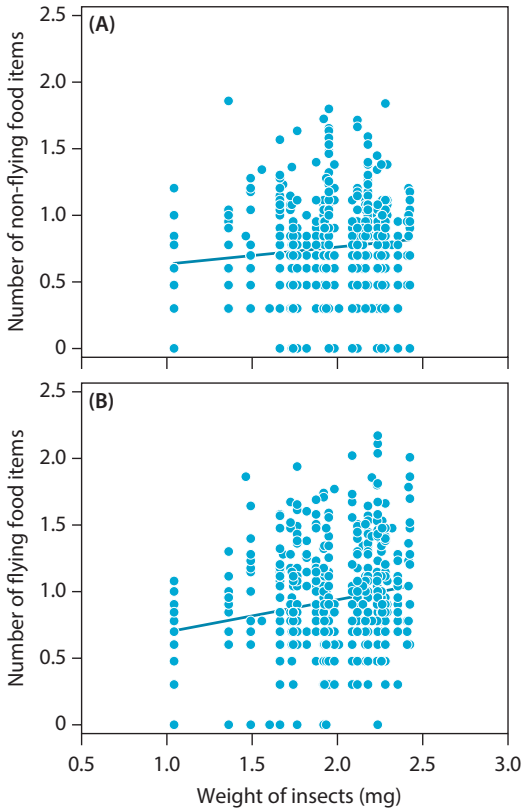 (A)
2.5
2.0
1.5
1.0
0.5
0
Number of non-flying food items
(B)
2.5
2.0
1.5
1.0
0.5
0
Number of flying food items
0.5 1.0 1.5 2.0 2.5 3.0
Weight of insects (mg)